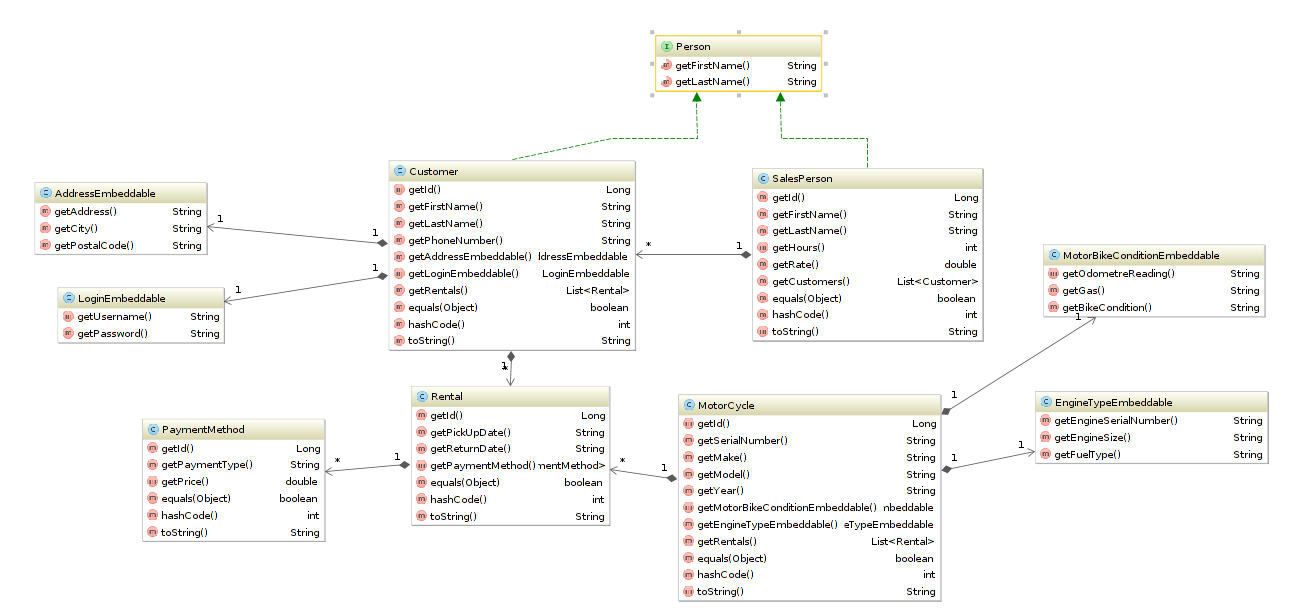 Person
getFirstName() String
getLastName() String
Customer
getId() Long
getFirstName() String
getLastName() String
getPhoneNumber() String
getAddressEmbeddable() ldressEmbeddable
getLoginEmbeddable() LoginEmbeddable
getRentals() List<Rental>
equals(Object) boolean
hashCode() int
toString() String
SalesPerson
getId() Long
getFirstName() String
getLastName() String
getHours() int
getRate() double
getCustomers() List<Customer>
equals(Object) boolean
hashCode() int
toString() String
AddressEmbeddable
getAddress() String
getCity() String
getPostalCode() String
1
1
LoginEmbeddable
getUsername() String
getPassword() String
1
1
*
1
MotorBikeConditionEmbeddable
getOdometreReading() String
getGas() String
getBikeCondition() String
1
1
1
*
Rental
getId() Long
getPickUpDate() String
getReturnDate() String
getPaymentMethod() nentMethod>
equals(Object) boolean
hashCode() int
toString() String
PaymentMethod
getId() Long
getPaymentType() String
getPrice() double
equals(Object) boolean
hashCode() int
toString() String
*
1
*
1
MotorCycle
getId() Long
getSerialNumber() String
getMake() String
getModel() String
getYear() String
getMotorBikeConditionEmbeddable() nbeddable
getEngineTypeEmbeddable() eTypeEmbeddable
getRentals() List<Rental>
equals(Object) boolean
hashCode() int
toString() String
EngineTypeEmbeddable
getEngineSerialNumber() String
getEngineSize() String
getFuelType() String
1
1